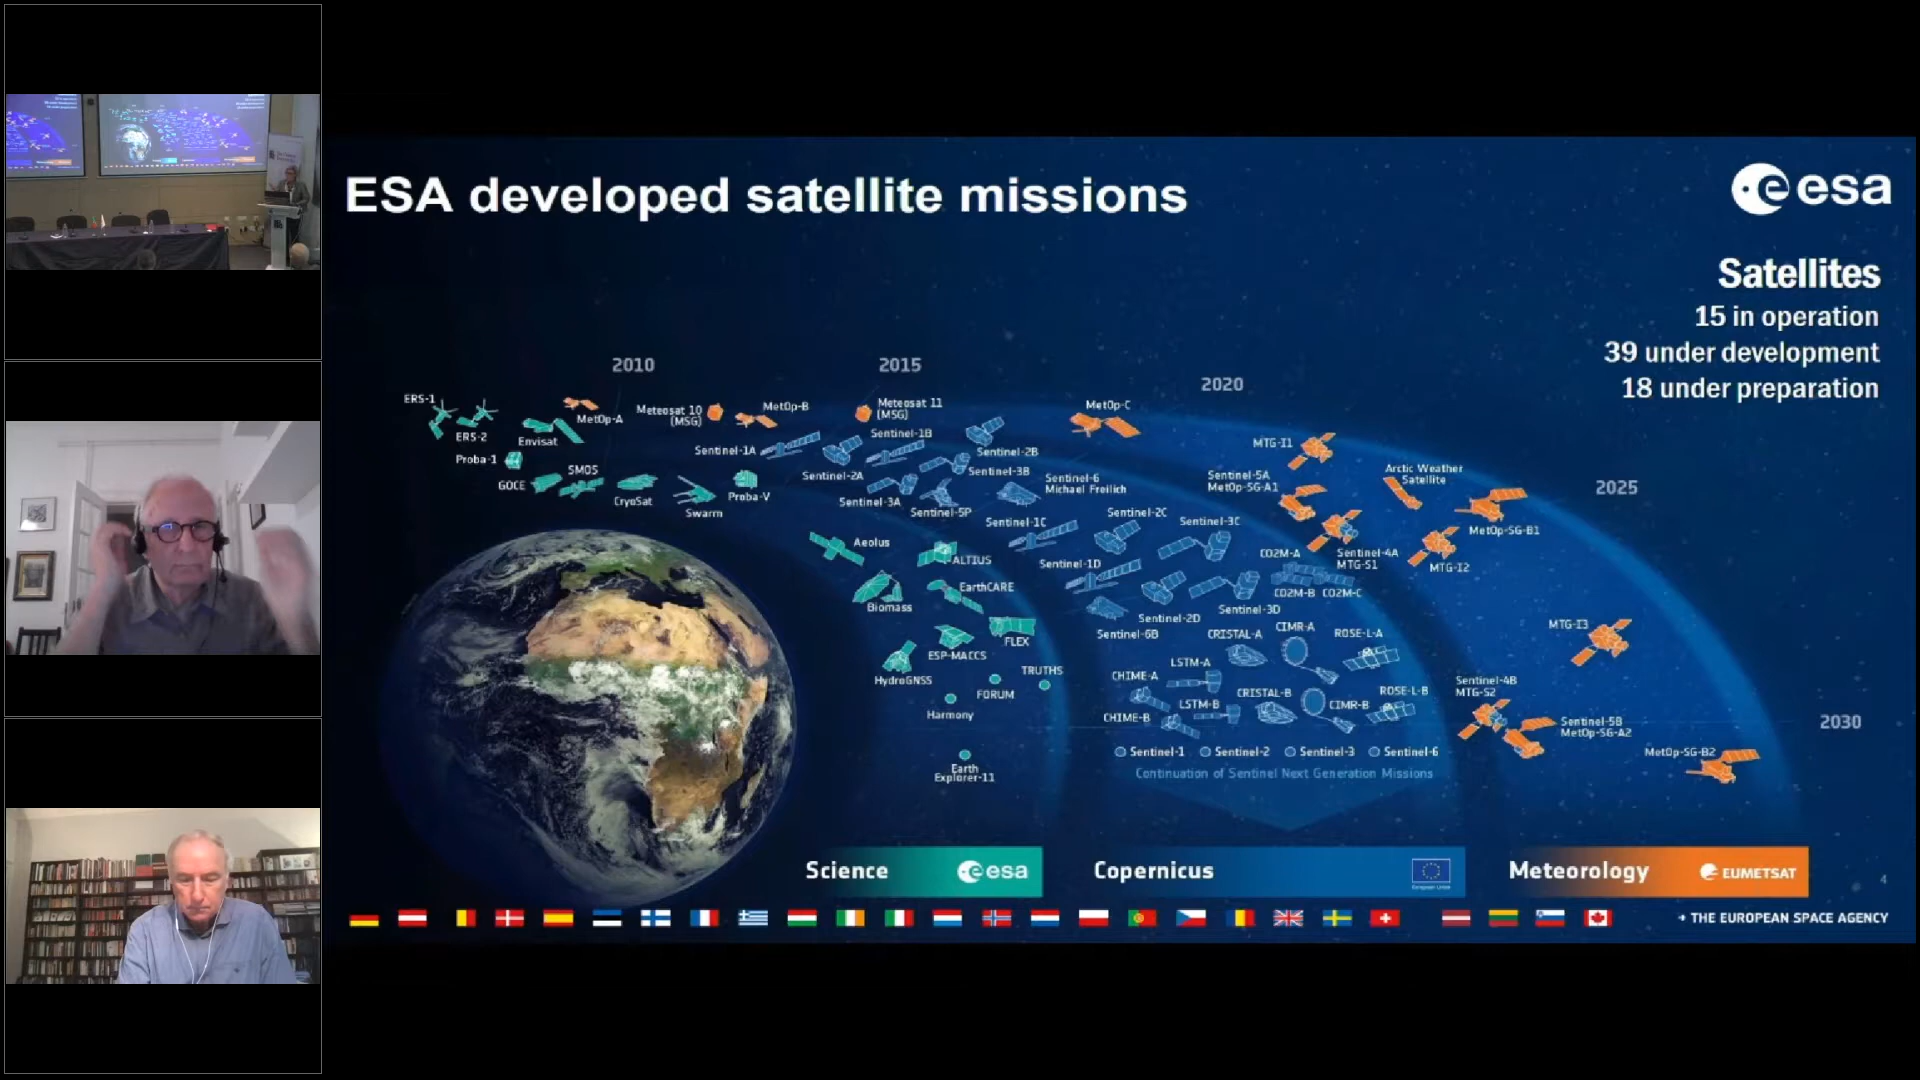 ESA developed satellite missions
esa
Satellites
15 in operation
39 under development
18 under preparation
2010
2015
2020
2025
2030
ERS-1
ERS-2
Envisat
MetOp-A
Meteosat 10
(MSG)
MetOp-B
Meteosat 11
(MSG)
MetOp-C
Proba-1
GOCE
SMOS
CryoSat
Swarm
Proba-V
Sentinel-1A
Sentinel-1B
Sentinel-2A
Sentinel-2B
Sentinel-3A
Sentinel-3B
Sentinel-5P
Sentinel-6
Michael Freilich
Sentinel-1C
Sentinel-2C
Sentinel-3C
Sentinel-1D
Sentinel-2D
Sentinel-3D
Sentinel-6B
MTG-I1
Sentinel-5A
MetOp-SG-A1
Arctic Weather
Satellite
MetOp-SG-B1
Sentinel-4A
MTG-S1
MTG-I2
CO2M-A
CO2M-B
CO2M-C
Aeolus
ALTIUS
EarthCARE
Biomass
FLEX
ESP-MACCS
HydroGNSS
TRUTHS
FORUM
Harmony
Earth
Explorer-11
CRISTAL-A
CIMR-A
ROSE-L-A
CHIME-A
LSTM-A
CRISTAL-B
CIMR-B
ROSE-L-B
CHIME-B
LSTM-B
MTG-I3
Sentinel-4B
MTG-S2
Sentinel-5B
MetOp-SG-A2
MetOp-SG-B2
Sentinel-1
Sentinel-2
Sentinel-3
Sentinel-6
Continuation of Sentinel Next Generation Missions
Science
esa
Copernicus
European Union
Meteorology
EUMETSAT
4
→ THE EUROPEAN SPACE AGENCY